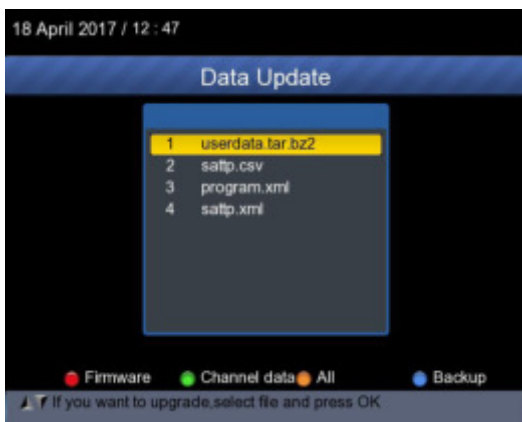 18 April 2017 / 12 : 47
Data Update
1 userdata.tar.bz2
2 sattp.csv
3 program.xml
4 sattp.xml
Firmware Channel data All Backup
If you want to upgrade,select file and press OK